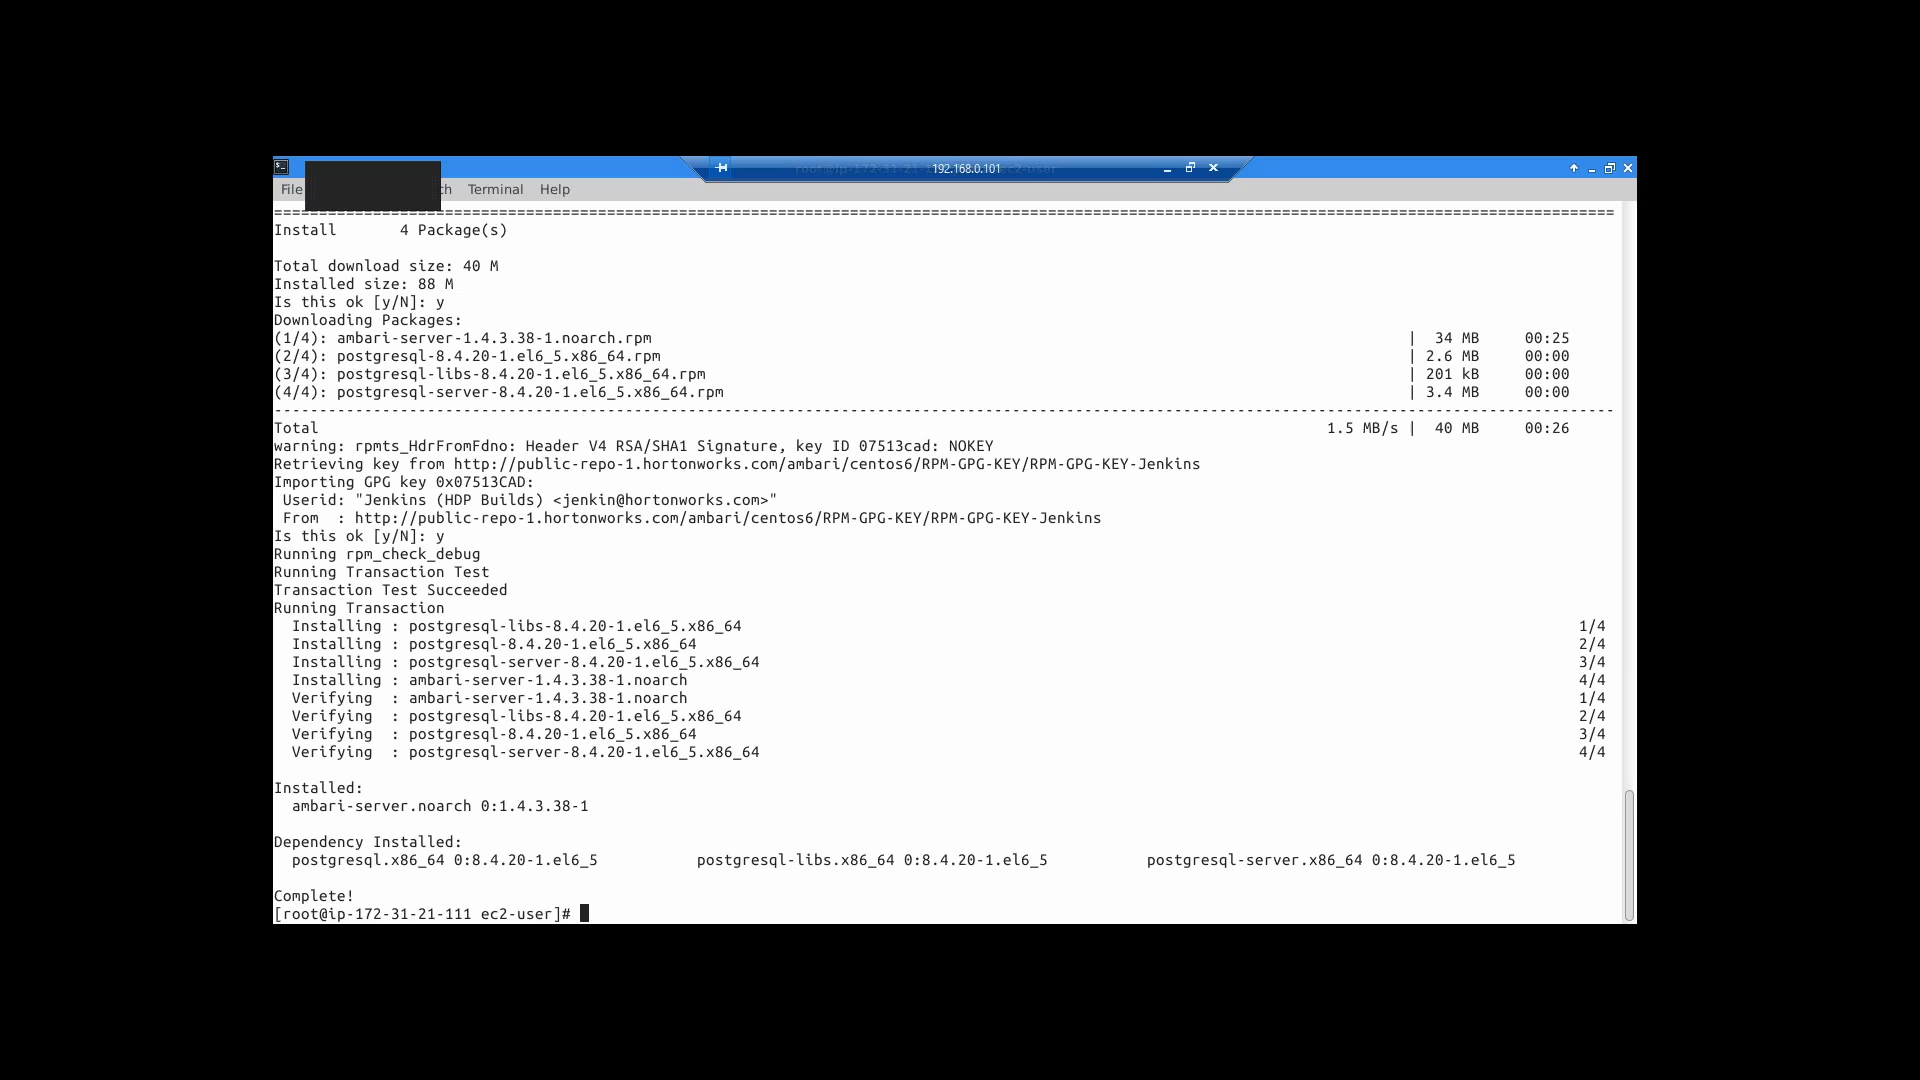 192.168.0.101
File Terminal Help
================================================================================
Install 4 Package(s)
Total download size: 40 M
Installed size: 88 M
Is this ok [y/N]: y
Downloading Packages:
(1/4): ambari-server-1.4.3.38-1.noarch.rpm | 34 MB 00:25
(2/4): postgresql-8.4.20-1.el6_5.x86_64.rpm | 2.6 MB 00:00
(3/4): postgresql-libs-8.4.20-1.el6_5.x86_64.rpm | 201 kB 00:00
(4/4): postgresql-server-8.4.20-1.el6_5.x86_64.rpm | 3.4 MB 00:00
--------------------------------------------------------------------------------
Total 1.5 MB/s | 40 MB 00:26
warning: rpmts_HdrFromFdno: Header V4 RSA/SHA1 Signature, key ID 07513cad: NOKEY
Retrieving key from http://public-repo-1.hortonworks.com/ambari/centos6/RPM-GPG-KEY/RPM-GPG-KEY-Jenkins
Importing GPG key 0x07513CAD:
Userid: "Jenkins (HDP Builds) <jenkin@hortonworks.com>"
From : http://public-repo-1.hortonworks.com/ambari/centos6/RPM-GPG-KEY/RPM-GPG-KEY-Jenkins
Is this ok [y/N]: y
Running rpm_check_debug
Running Transaction Test
Transaction Test Succeeded
Running Transaction
Installing : postgresql-libs-8.4.20-1.el6_5.x86_64 1/4
Installing : postgresql-8.4.20-1.el6_5.x86_64 2/4
Installing : postgresql-server-8.4.20-1.el6_5.x86_64 3/4
Installing : ambari-server-1.4.3.38-1.noarch 4/4
Verifying : ambari-server-1.4.3.38-1.noarch 1/4
Verifying : postgresql-libs-8.4.20-1.el6_5.x86_64 2/4
Verifying : postgresql-8.4.20-1.el6_5.x86_64 3/4
Verifying : postgresql-server-8.4.20-1.el6_5.x86_64 4/4
Installed:
ambari-server.noarch 0:1.4.3.38-1
Dependency Installed:
postgresql.x86_64 0:8.4.20-1.el6_5 postgresql-libs.x86_64 0:8.4.20-1.el6_5 postgresql-server.x86_64 0:8.4.20-1.el6_5
Complete!
[root@ip-172-31-21-111 ec2-user]#